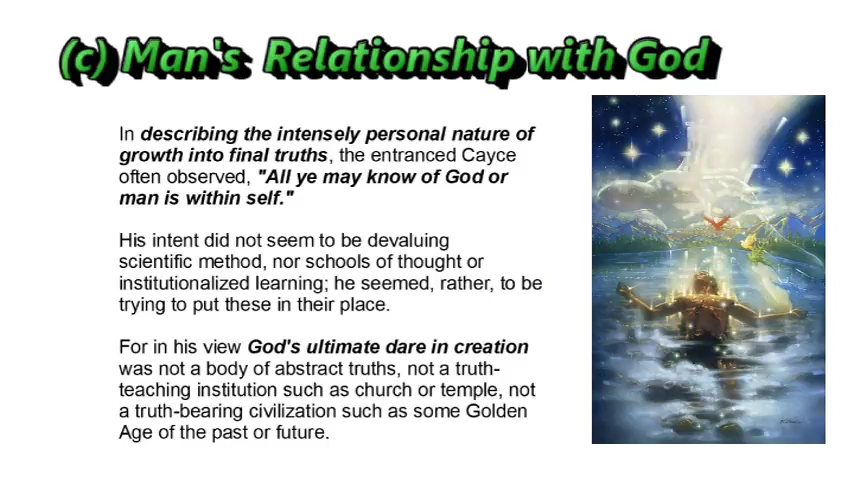 (c) Man's Relationship with God
In describing the intensely personal nature of
growth into final truths, the entranced Cayce
often observed, "All ye may know of God or
man is within self."
His intent did not seem to be devaluing
scientific method, nor schools of thought or
institutionalized learning; he seemed, rather, to be
trying to put these in their place.
For in his view God's ultimate dare in creation
was not a body of abstract truths, not a truth-
teaching institution such as church or temple, not
a truth-bearing civilization such as some Golden
Age of the past or future.